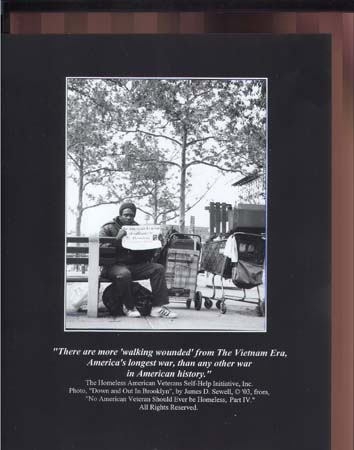 "There are more 'walking wounded' from The Vietnam Era,
America's longest war, than any other war
in American history."
The Homeless American Veterans Self-Help Initiative, Inc.
Photo, "Down and Out In Brooklyn", by James D. Sewell, © '03, from,
"No American Veteran Should Ever be Homeless, Part IV."
All Rights Reserved.